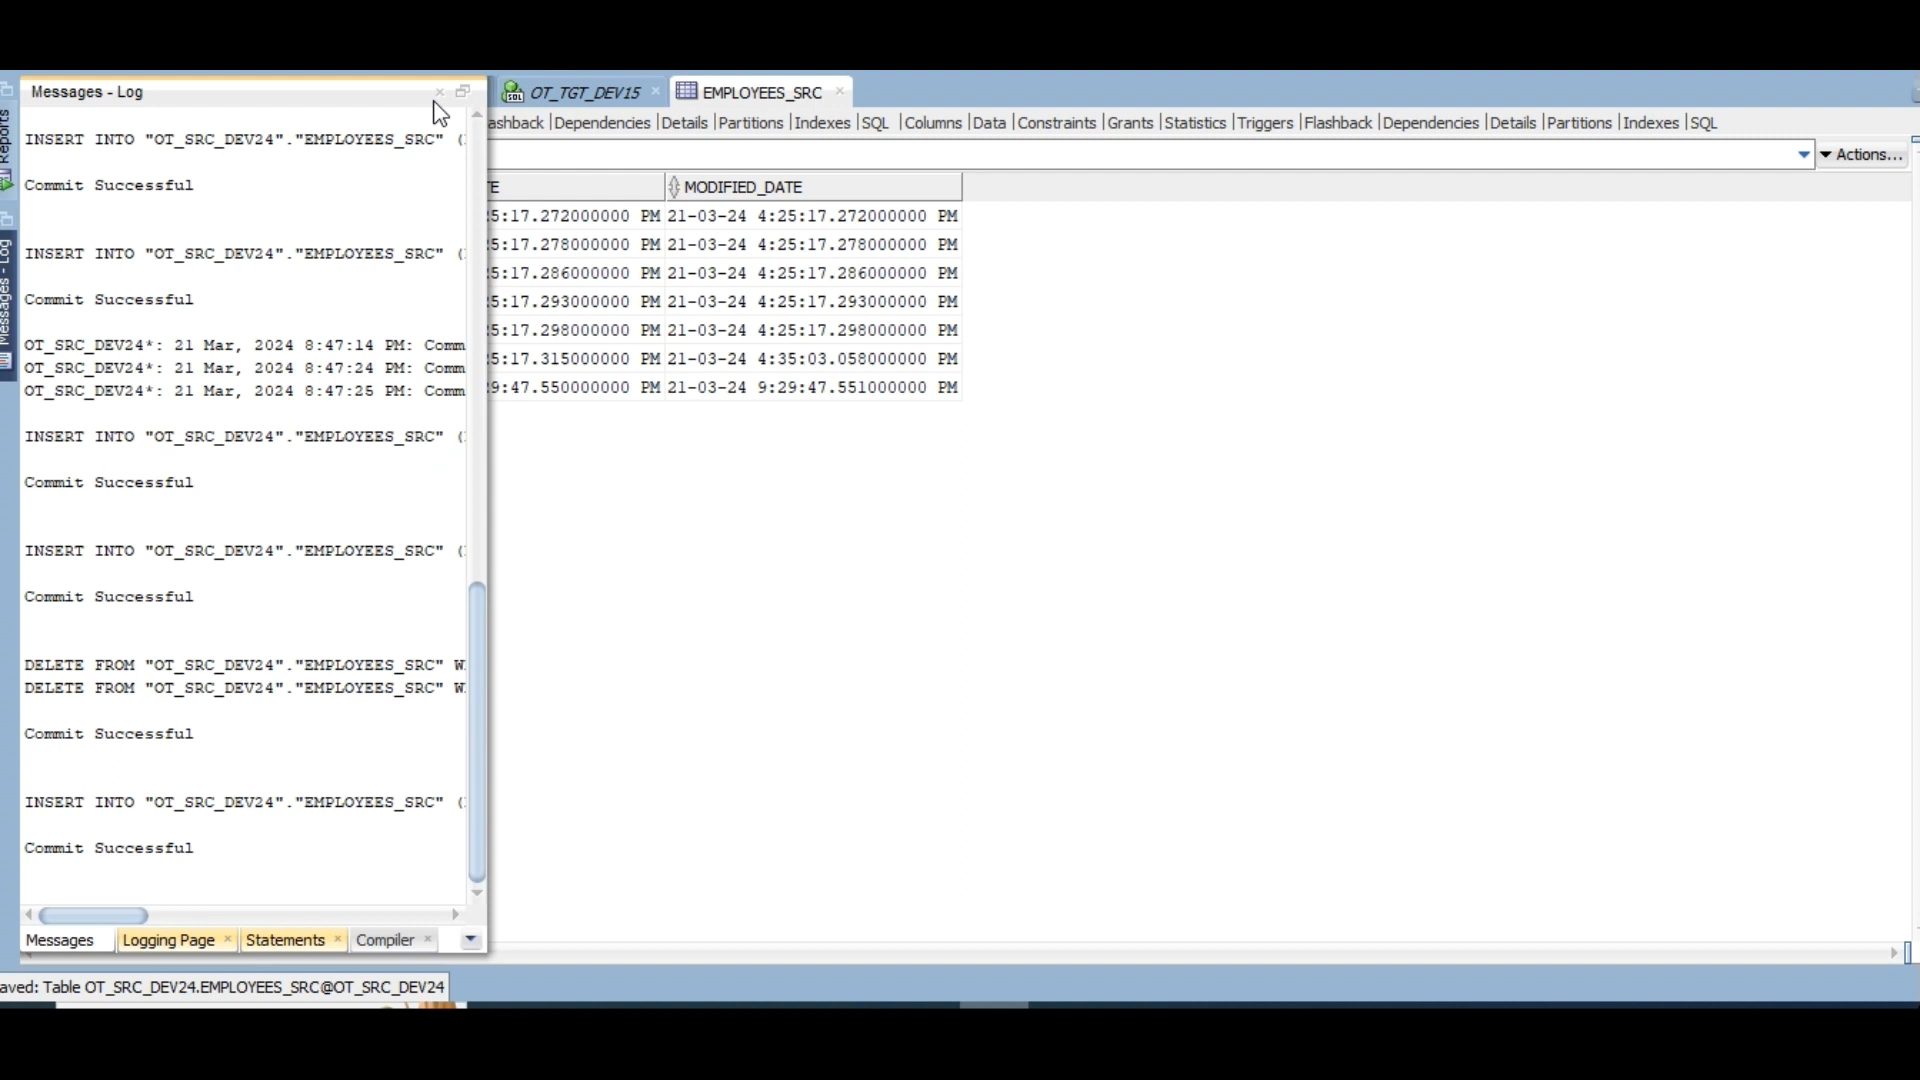 Messages - Log
Reports
Messages - Log
INSERT INTO "OT_SRC_DEV24"."EMPLOYEES_SRC" (
Commit Successful
INSERT INTO "OT_SRC_DEV24"."EMPLOYEES_SRC" (
Commit Successful
OT_SRC_DEV24*: 21 Mar, 2024 8:47:14 PM: Comm
OT_SRC_DEV24*: 21 Mar, 2024 8:47:24 PM: Comm
OT_SRC_DEV24*: 21 Mar, 2024 8:47:25 PM: Comm
INSERT INTO "OT_SRC_DEV24"."EMPLOYEES_SRC" (
Commit Successful
INSERT INTO "OT_SRC_DEV24"."EMPLOYEES_SRC" (
Commit Successful
DELETE FROM "OT_SRC_DEV24"."EMPLOYEES_SRC" W
DELETE FROM "OT_SRC_DEV24"."EMPLOYEES_SRC" W
Commit Successful
INSERT INTO "OT_SRC_DEV24"."EMPLOYEES_SRC" (
Commit Successful
Messages Logging Page Statements Compiler
OT_TGT_DEV15 EMPLOYEES_SRC
ashback |Dependencies |Details |Partitions |Indexes |SQL |Columns |Data |Constraints |Grants |Statistics |Triggers |Flashback |Dependencies |Details |Partitions |Indexes |SQL
Actions...
TE MODIFIED_DATE
5:17.272000000 PM 21-03-24 4:25:17.272000000 PM
5:17.278000000 PM 21-03-24 4:25:17.278000000 PM
5:17.286000000 PM 21-03-24 4:25:17.286000000 PM
5:17.293000000 PM 21-03-24 4:25:17.293000000 PM
5:17.298000000 PM 21-03-24 4:25:17.298000000 PM
5:17.315000000 PM 21-03-24 4:35:03.058000000 PM
9:47.550000000 PM 21-03-24 9:29:47.551000000 PM
aved: Table OT_SRC_DEV24.EMPLOYEES_SRC@OT_SRC_DEV24